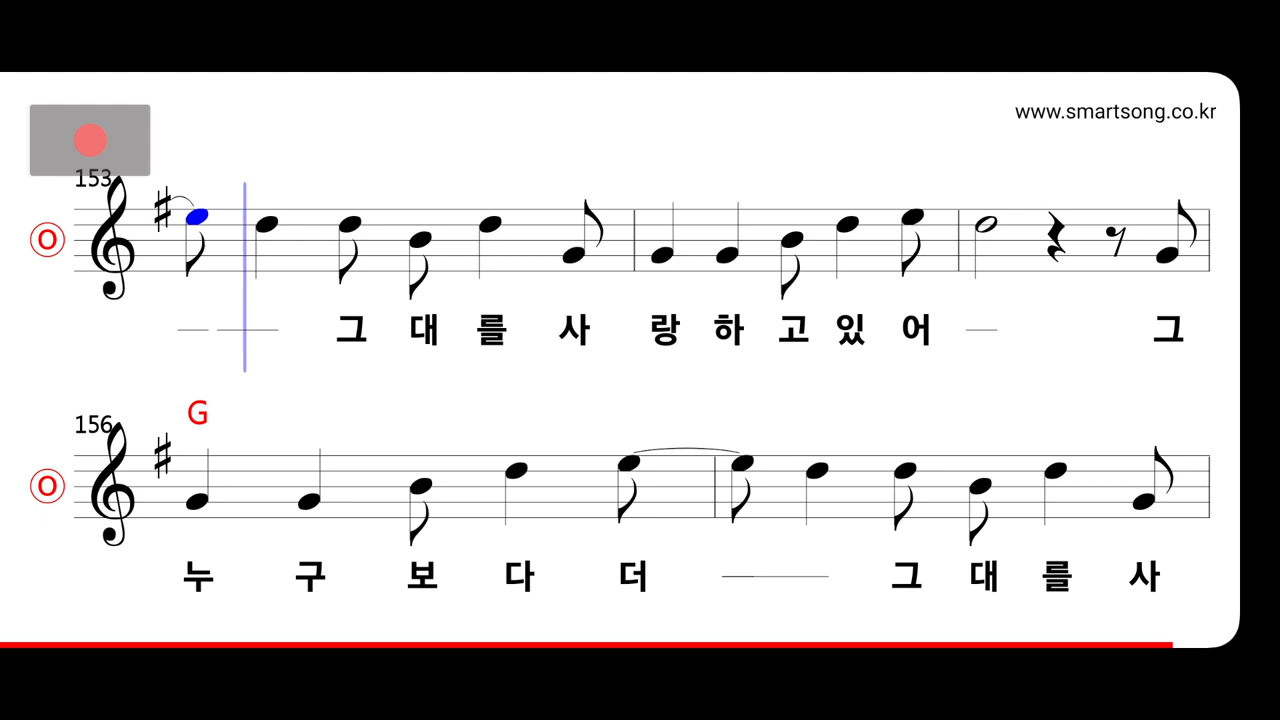 www.smartsong.co.kr
153
O
그 대 를 사 랑 하 고 있 어 그
G
156
O
누 구 보 다 더 그 대 를 사